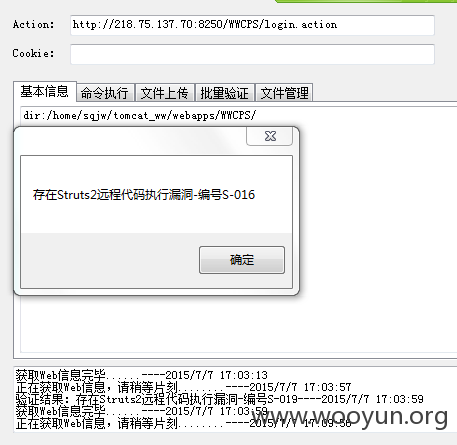 Action: http://218.75.137.70:8250/WWCPS/login.action
Cookie:
基本信息 命令执行 文件上传 批量验证 文件管理
dir:/home/sqjw/tomcat_ww/webapps/WWCPS/
存在Struts2远程代码执行漏洞-编号S-016
确定
获取Web信息完毕......----2015/7/7 17:03:13
正在获取Web信息，请稍等片刻........----2015/7/7 17:03:57
验证结果：存在Struts2远程代码执行漏洞-编号S-019----2015/7/7 17:03:59
获取Web信息完毕......----2015/7/7 17:03:59
正在获取Web信息，请稍等片刻........----2015/7/7 17:03:58
www.wooyun.org